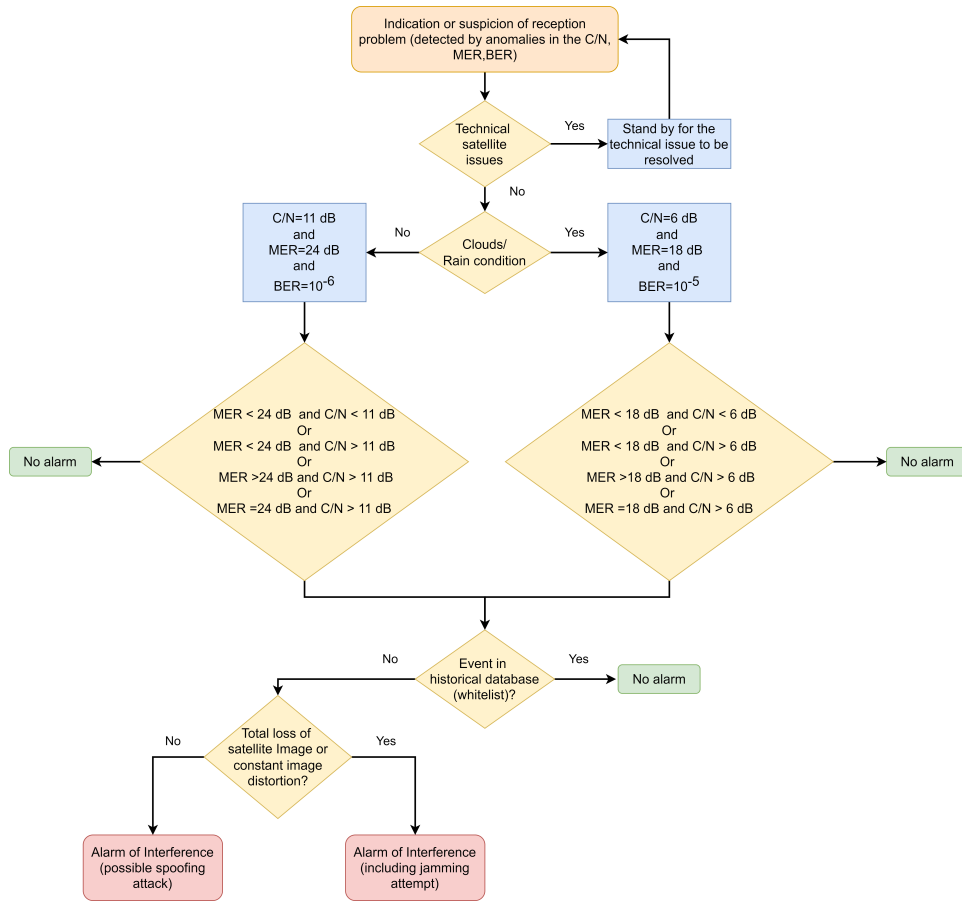 Indication or suspicion of reception
problem (detected by anomalies in the C/N,
MER,BER)
Technical
satellite
issues
Yes
Stand by for the
technical issue to be
resolved
No
C/N=11 dB
and
MER=24 dB
and
BER=10-6
No
Clouds/
Rain condition
Yes
C/N=6 dB
and
MER=18 dB
and
BER=10-5
MER < 24 dB and C/N < 11 dB
Or
MER < 24 dB and C/N > 11 dB
Or
MER >24 dB and C/N > 11 dB
Or
MER =24 dB and C/N > 11 dB
No alarm
MER < 18 dB and C/N < 6 dB
Or
MER < 18 dB and C/N > 6 dB
Or
MER >18 dB and C/N > 6 dB
Or
MER =18 dB and C/N > 6 dB
No alarm
No
Event in
historical database
(whitelist)?
Yes
No alarm
No
Total loss of
satellite Image or
constant image
distortion?
Yes
Alarm of Interference
(possible spoofing
attack)
Alarm of Interference
(including jamming
attempt)